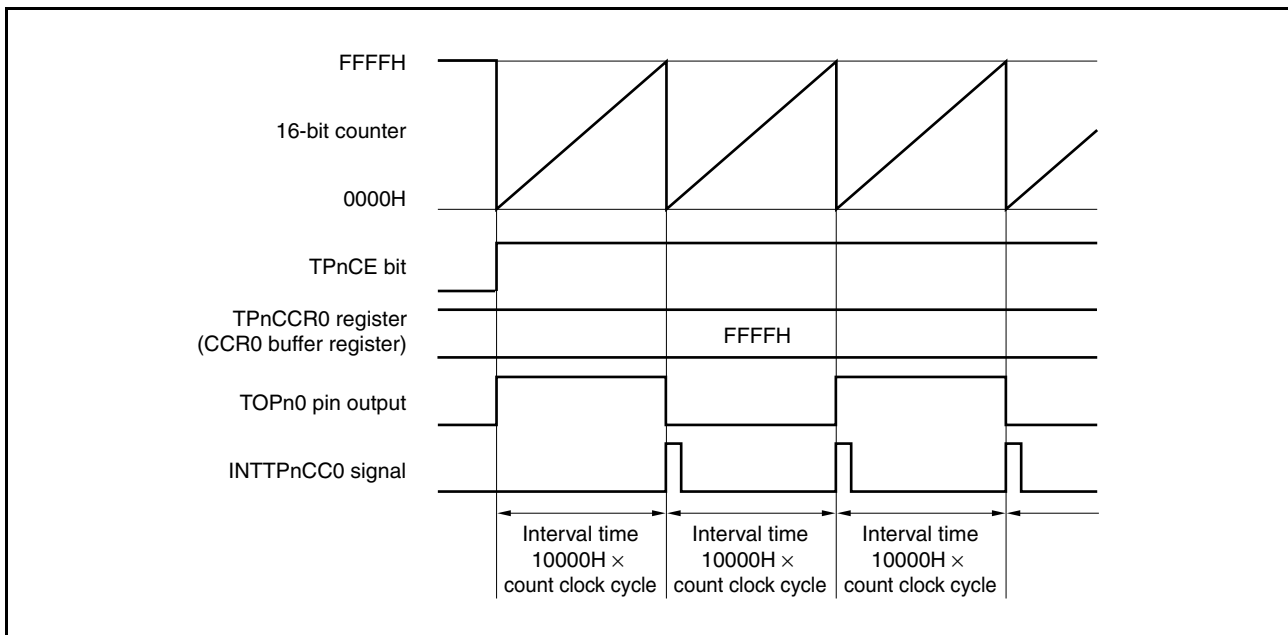 FFFFH
16-bit counter
0000H
TPnCE bit
TPnCCR0 register
(CCR0 buffer register)
FFFFH
TOPn0 pin output
INTTPnCC0 signal
Interval time
10000H ×
count clock cycle
Interval time
10000H ×
count clock cycle
Interval time
10000H ×
count clock cycle